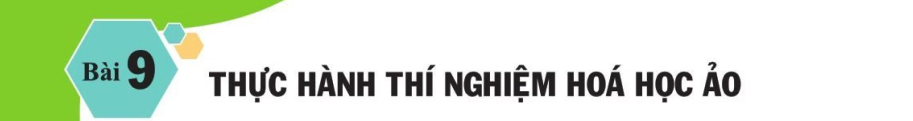 Bài 9
THỰC HÀNH THÍ NGHIỆM HOÁ HỌC ẢO